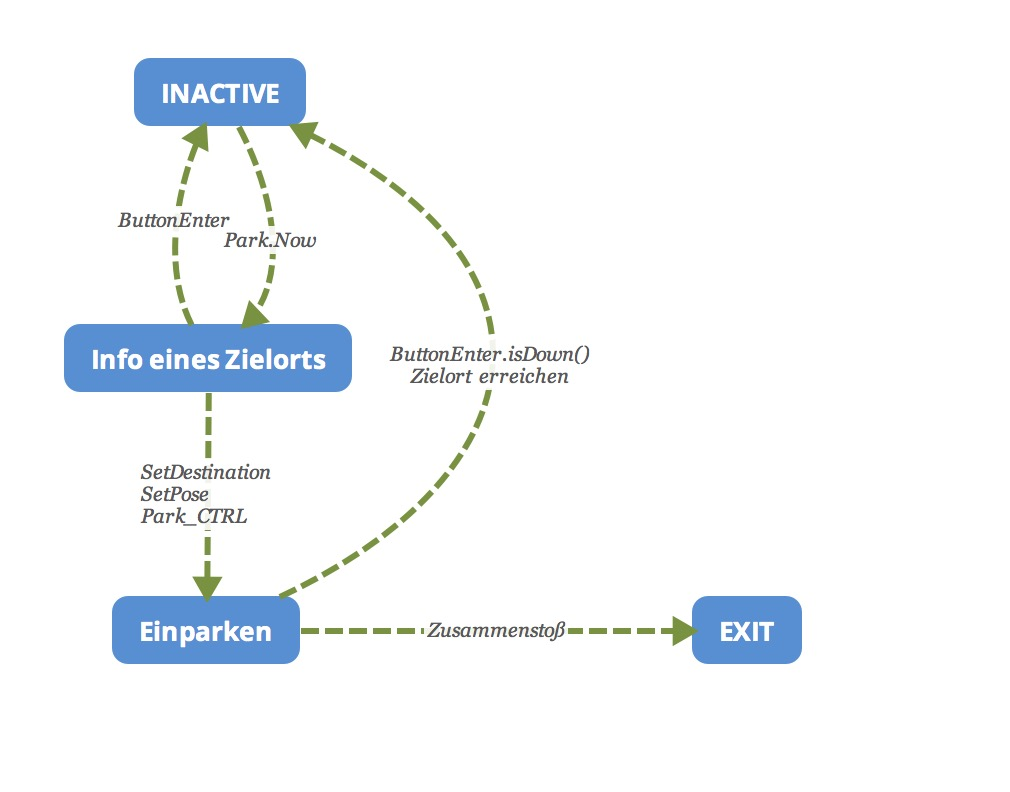 INACTIVE
ButtonEnter
Park.Now
Info eines Zielorts
ButtonEnter.isDown()
Zielort erreichen
SetDestination
SetPose
Park_CTRL
Einparken
Zusammenstoß
EXIT